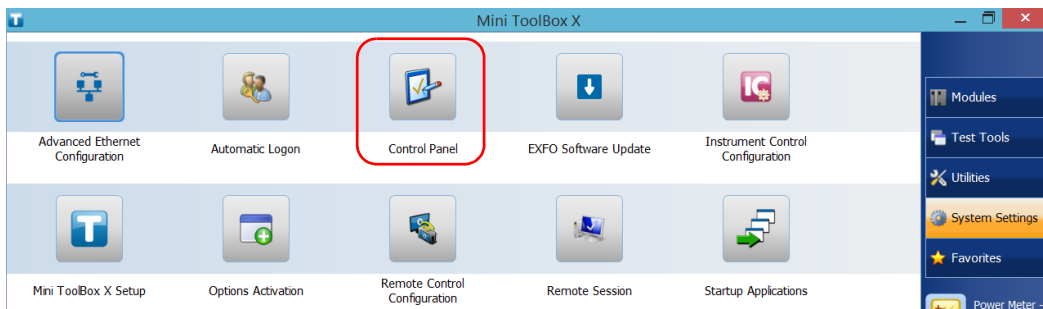 Mini ToolBox X
Advanced Ethernet
Configuration
Automatic Logon
Control Panel
EXFO Software Update
IC
Instrument Control
Configuration
T
Mini ToolBox X Setup
Options Activation
Remote Control
Configuration
Remote Session
Startup Applications
Modules
Test Tools
Utilities
System Settings
Favorites
Power Meter -